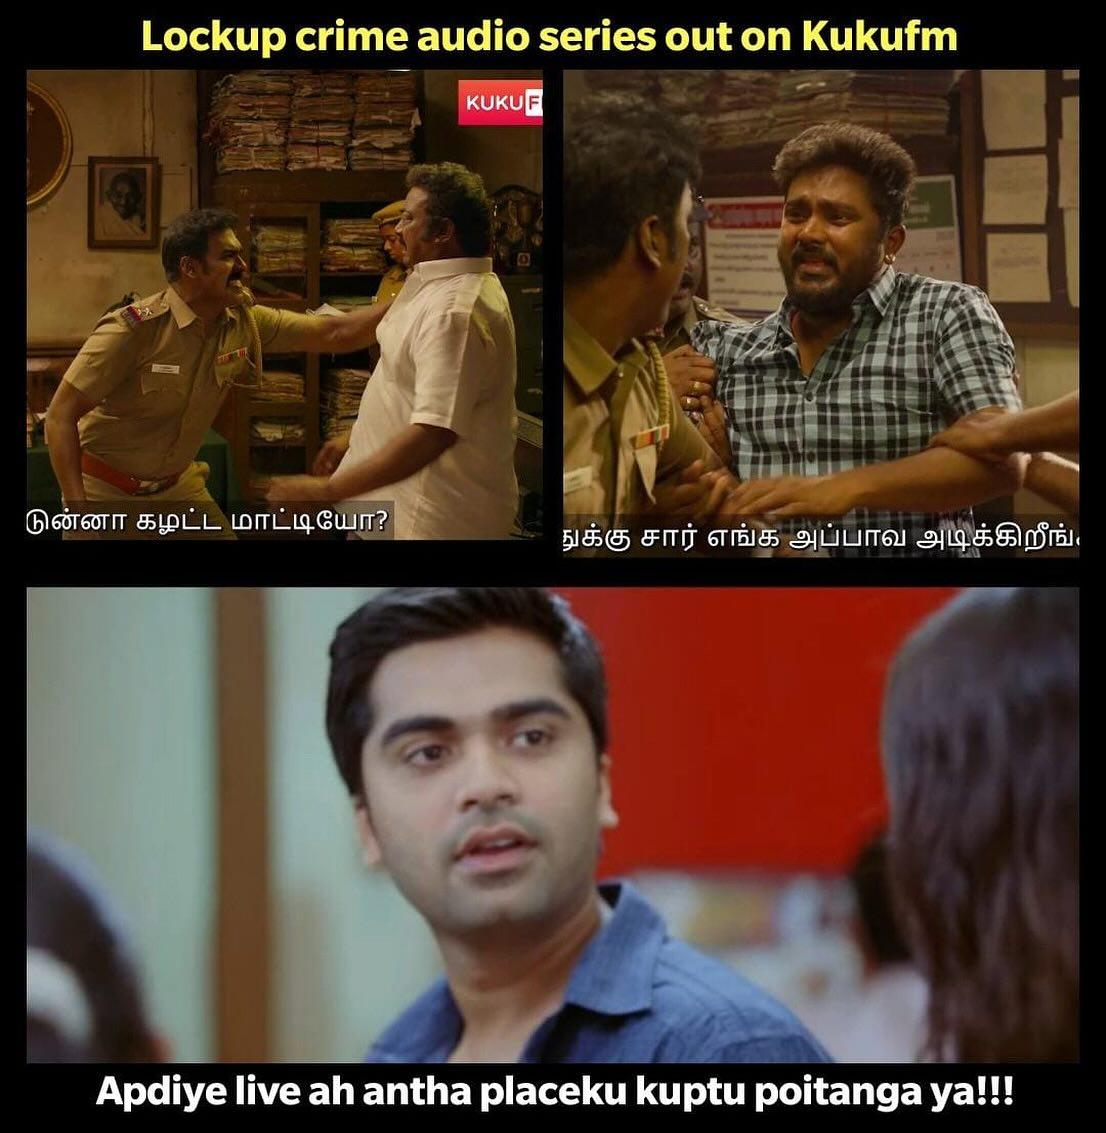 Lockup crime audio series out on Kukufm
KUKU F
டுன்னா கழட்ட மாட்டியோ?
துக்கு சார் எங்க அப்பாவ அடிக்கிறீங்
Apdiye live ah antha placeku kuptu poitanga ya!!!